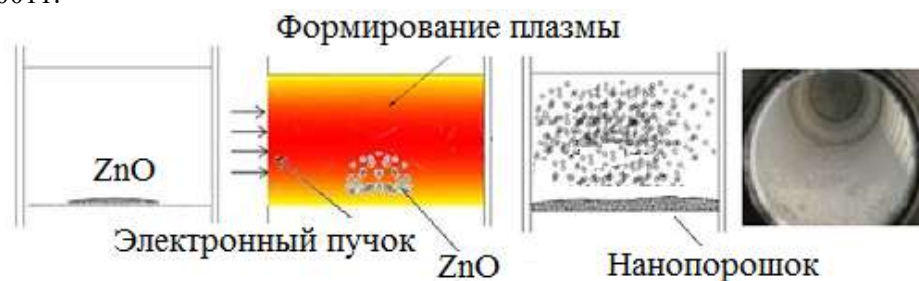 Формирование плазмы
ZnO
Электронный пучок
ZnO
Нанопорошок